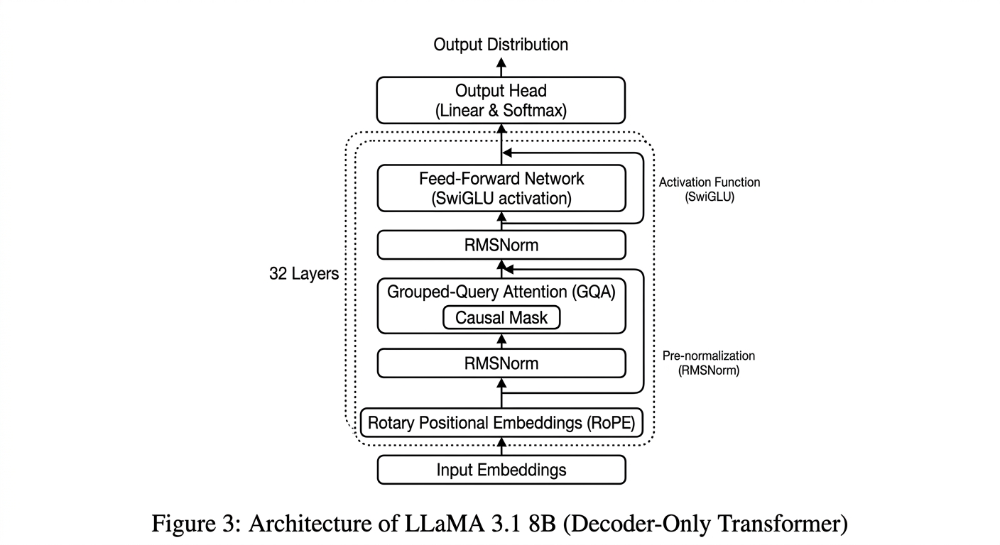 Output Distribution
Output Head
(Linear & Softmax)
Feed-Forward Network
(SwiGLU activation)
Activation Function
(SwiGLU)
RMSNorm
32 Layers
Grouped-Query Attention (GQA)
Causal Mask
RMSNorm
Pre-normalization
(RMSNorm)
Rotary Positional Embeddings (RoPE)
Input Embeddings
Figure 3: Architecture of LLaMA 3.1 8B (Decoder-Only Transformer)